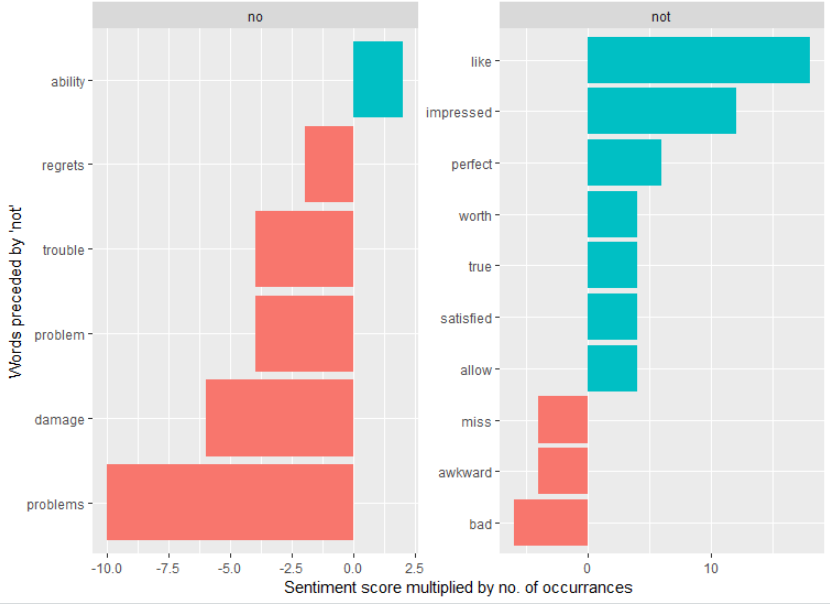 no
not
Words preceded by 'not'
ability
regrets
trouble
problem
damage
problems
-10.0 -7.5 -5.0 -2.5 0.0 2.5
like
impressed
perfect
worth
true
satisfied
allow
miss
awkward
bad
0 10
Sentiment score multiplied by no. of occurrances